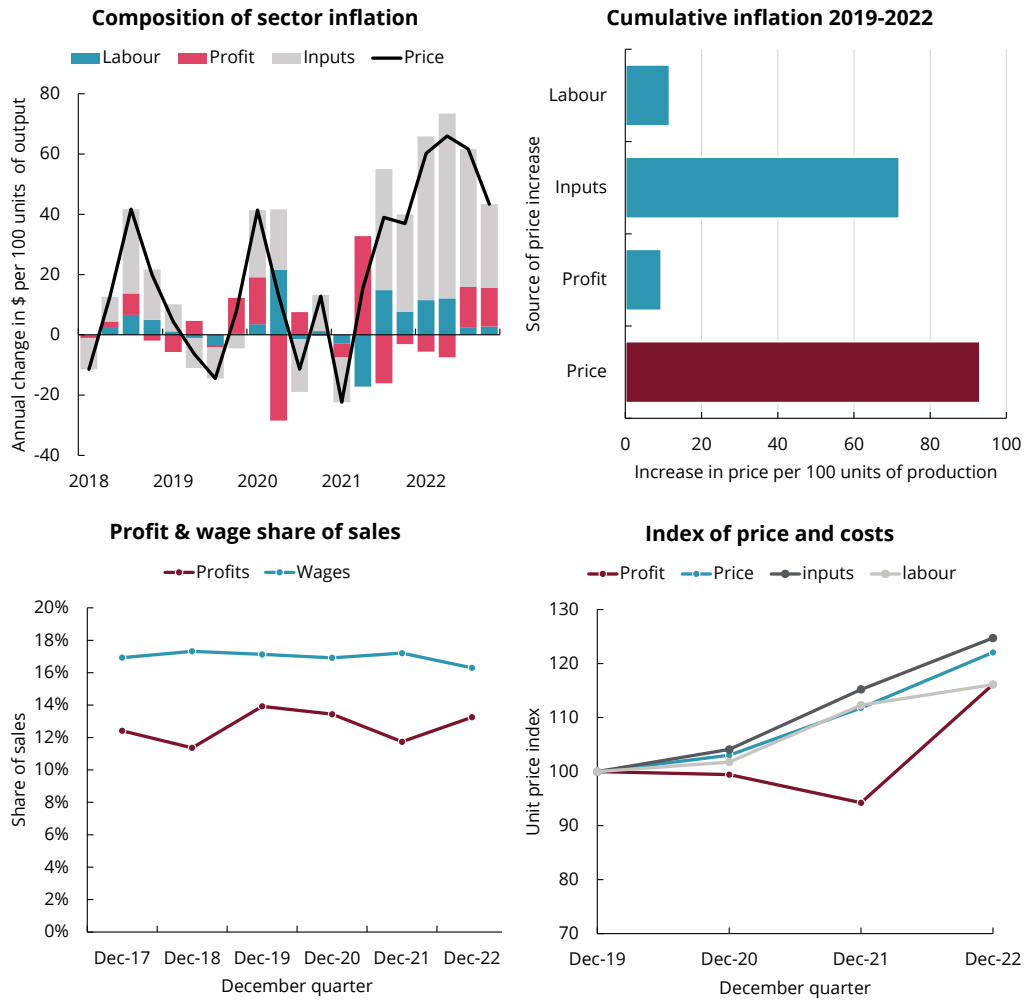 Composition of sector inflation
Labour Profit Inputs Price
Annual change in $ per 100 units of output
80
60
40
20
0
-20
-40
2018 2019 2020 2021 2022
Cumulative inflation 2019-2022
Source of price increase
Labour
Inputs
Profit
Price
0 20 40 60 80 100
Increase in price per 100 units of production
Profit & wage share of sales
Profits Wages
Share of sales
20%
18%
16%
14%
12%
10%
8%
6%
4%
2%
0%
Dec-17 Dec-18 Dec-19 Dec-20 Dec-21 Dec-22
December quarter
Index of price and costs
Profit Price inputs labour
Unit price index
130
120
110
100
90
80
70
Dec-19 Dec-20 Dec-21 Dec-22
December quarter